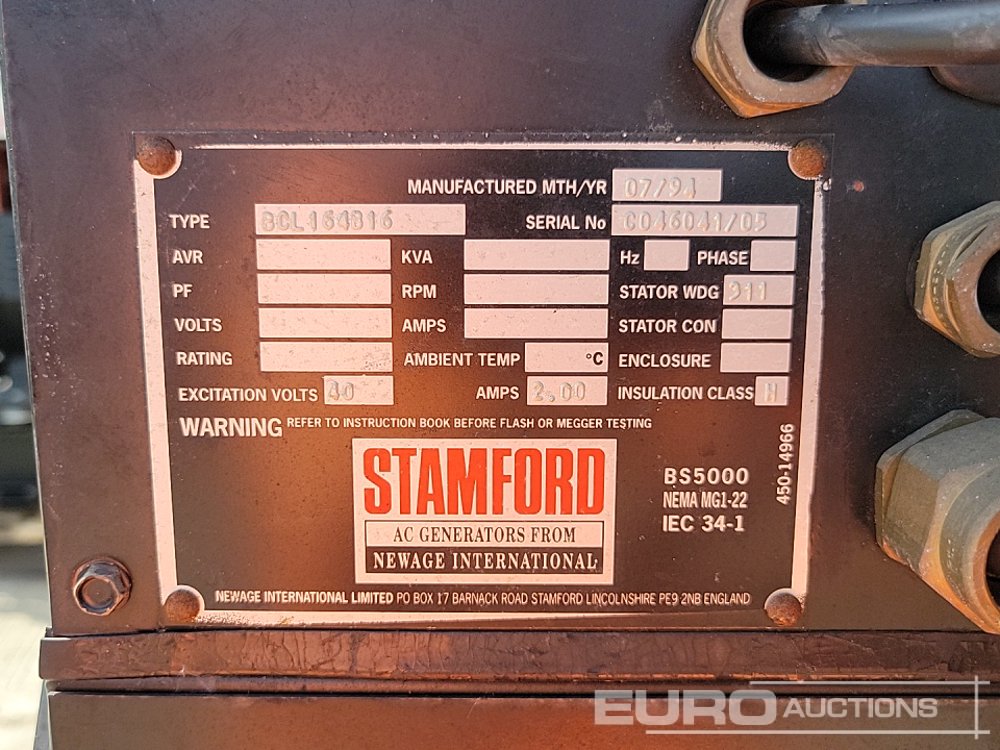 MANUFACTURED MTH/YR 07/94
TYPE BCL164B16 SERIAL No C046041/05
AVR KVA Hz PHASE
PF RPM STATOR WDG 311
VOLTS AMPS STATOR CON
RATING AMBIENT TEMP °C ENCLOSURE
EXCITATION VOLTS 40 AMPS 2.00 INSULATION CLASS H
WARNING REFER TO INSTRUCTION BOOK BEFORE FLASH OR MEGGER TESTING
STAMFORD
AC GENERATORS FROM
NEWAGE INTERNATIONAL
BS5000
NEMA MG1-22
IEC 34-1
450-14966
NEWAGE INTERNATIONAL LIMITED PO BOX 17 BARNACK ROAD STAMFORD LINCOLNSHIRE PE9 2NB ENGLAND
EURO AUCTIONS